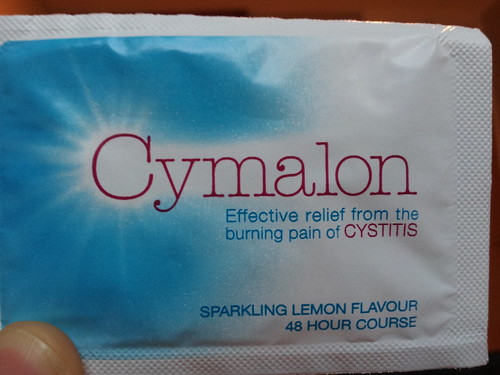 Cymalon
Effective relief from the
burning pain of CYSTITIS
SPARKLING LEMON FLAVOUR
48 HOUR COURSE